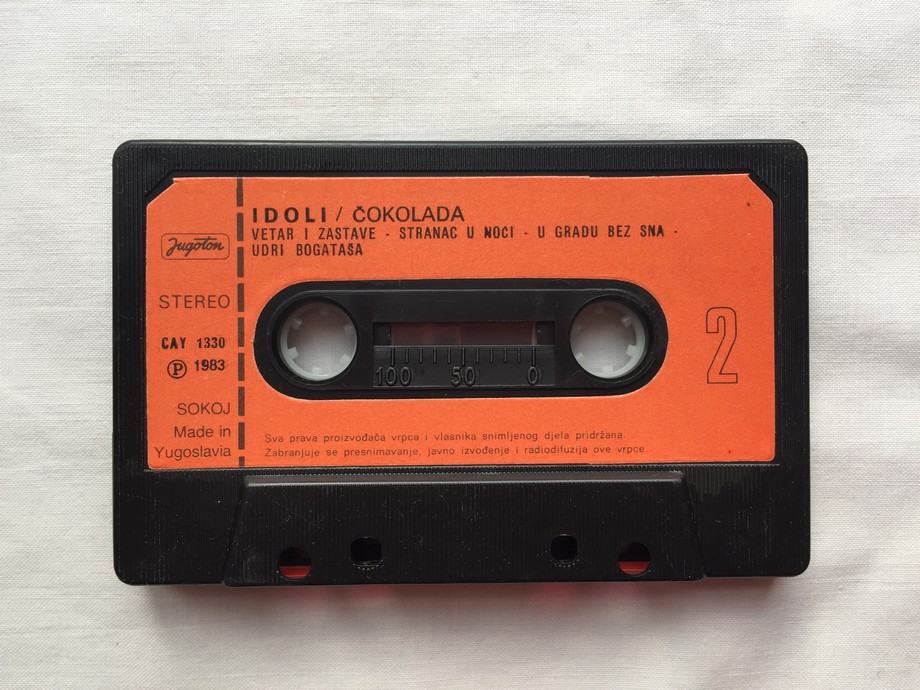 IDOLI / ČOKOLADA
VETAR I ZASTAVE - STRANAC U NOĆI - U GRADU BEZ SNA -
UDRI BOGATAŠA
Jugoton
STEREO
CAY 1330
Ⓟ 1983
SOKOJ
Made in
Yugoslavia
100 50 0
2
Sva prava proizvođača vrpce i vlasnika snimljenog djela pridržana.
Zabranjuje se presnimavanje, javno izvođenje i radiodifuzija ove vrpce.